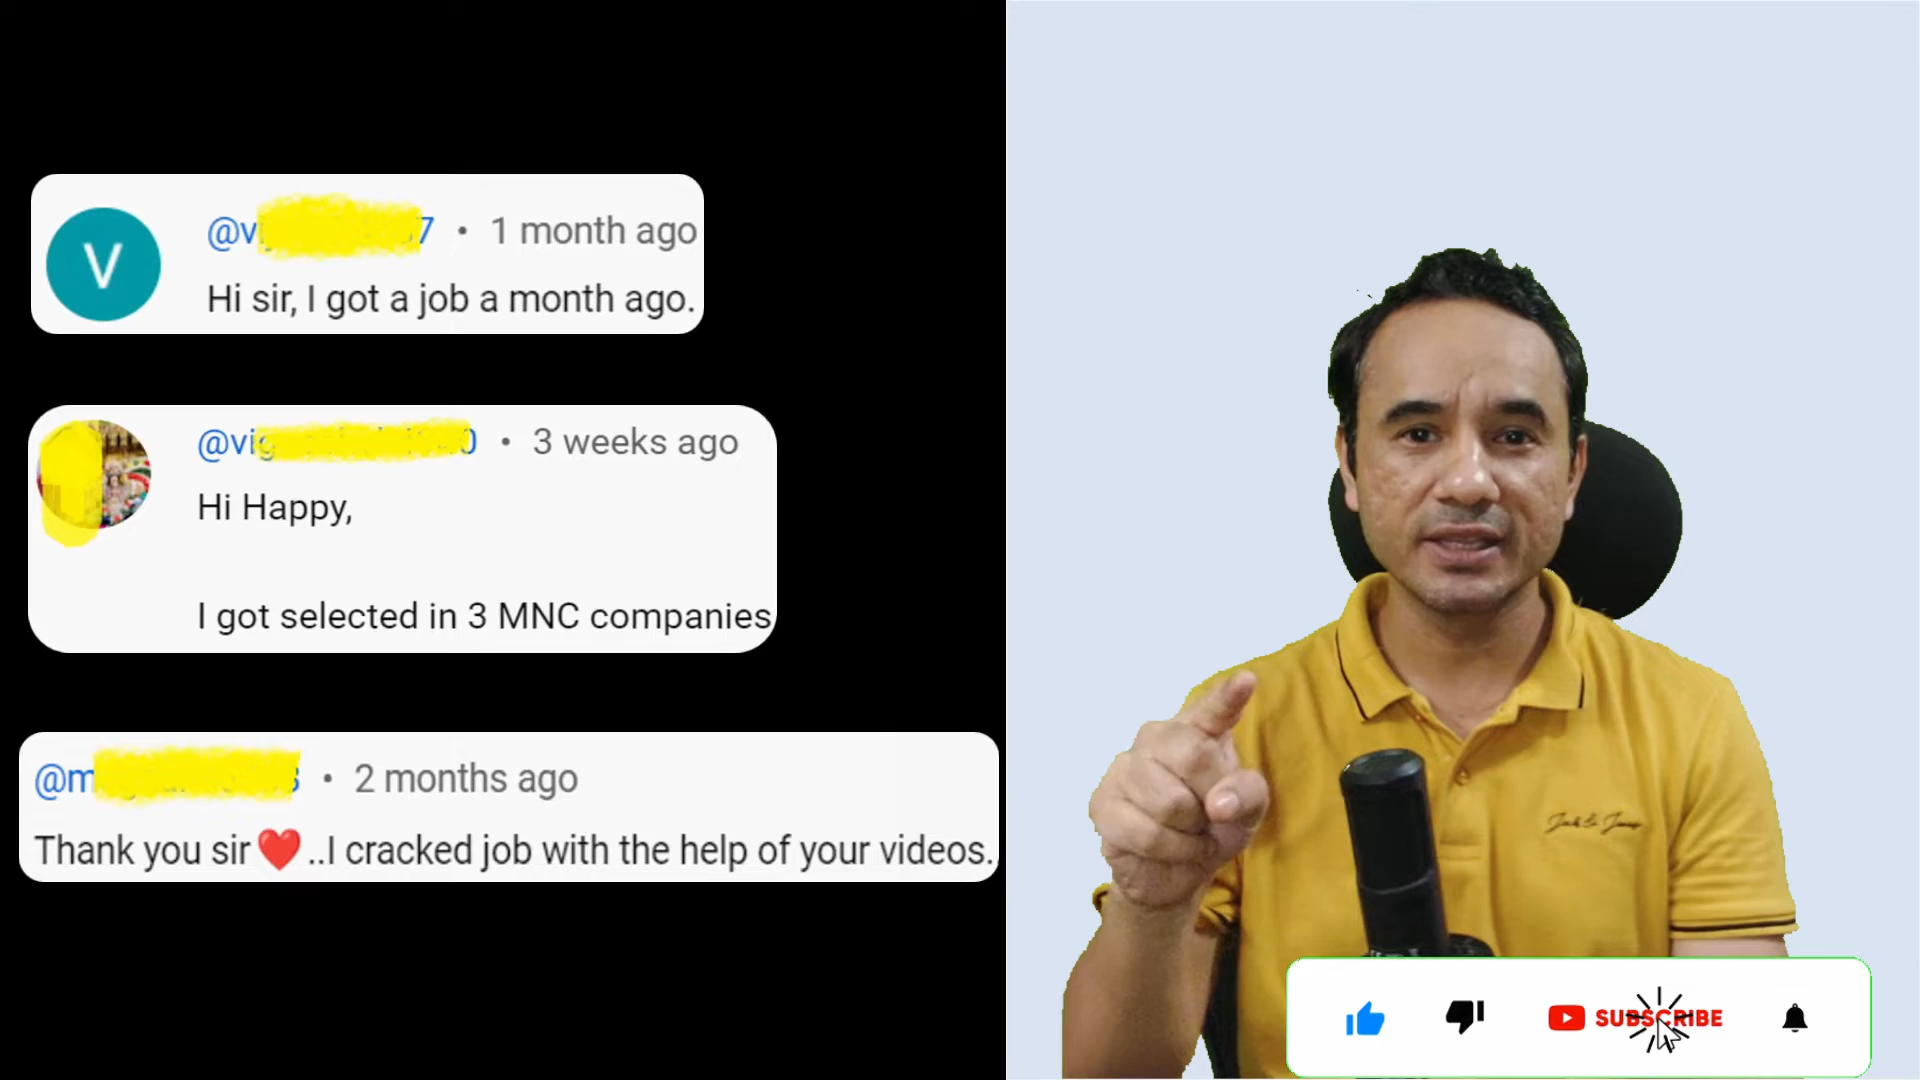 V
1 month ago
Hi sir, I got a job a month ago.
3 weeks ago
Hi Happy,
I got selected in 3 MNC companies
2 months ago
Thank you sir❤️..I cracked job with the help of your videos.
SUBSCRIBE